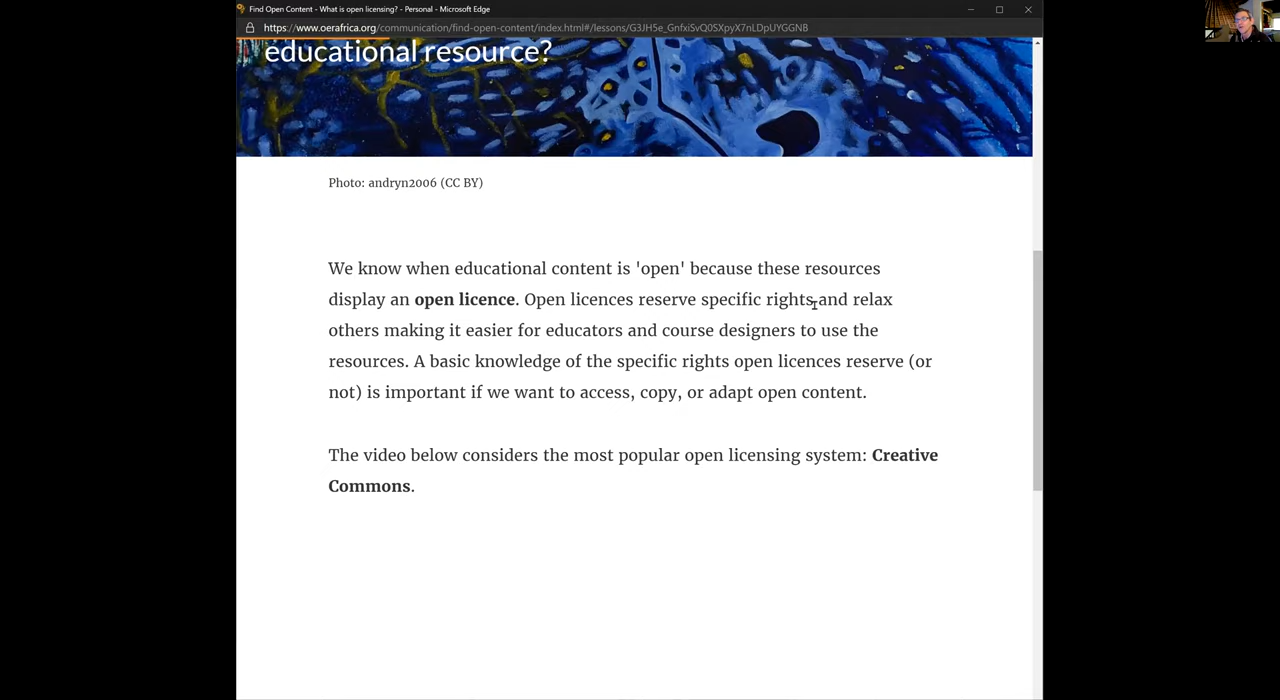 Find Open Content - What is open licensing? - Personal - Microsoft Edge
https://www.oerafrica.org/communication/find-open-content/index.html#/lessons/G3JH5e_GnfxiSvQ0SXpyX7nLDpUYGGNB
educational resource?
Photo: andryn2006 (CC BY)
We know when educational content is 'open' because these resources
display an open licence. Open licences reserve specific rights and relax
others making it easier for educators and course designers to use the
resources. A basic knowledge of the specific rights open licences reserve (or
not) is important if we want to access, copy, or adapt open content.
The video below considers the most popular open licensing system: Creative
Commons.